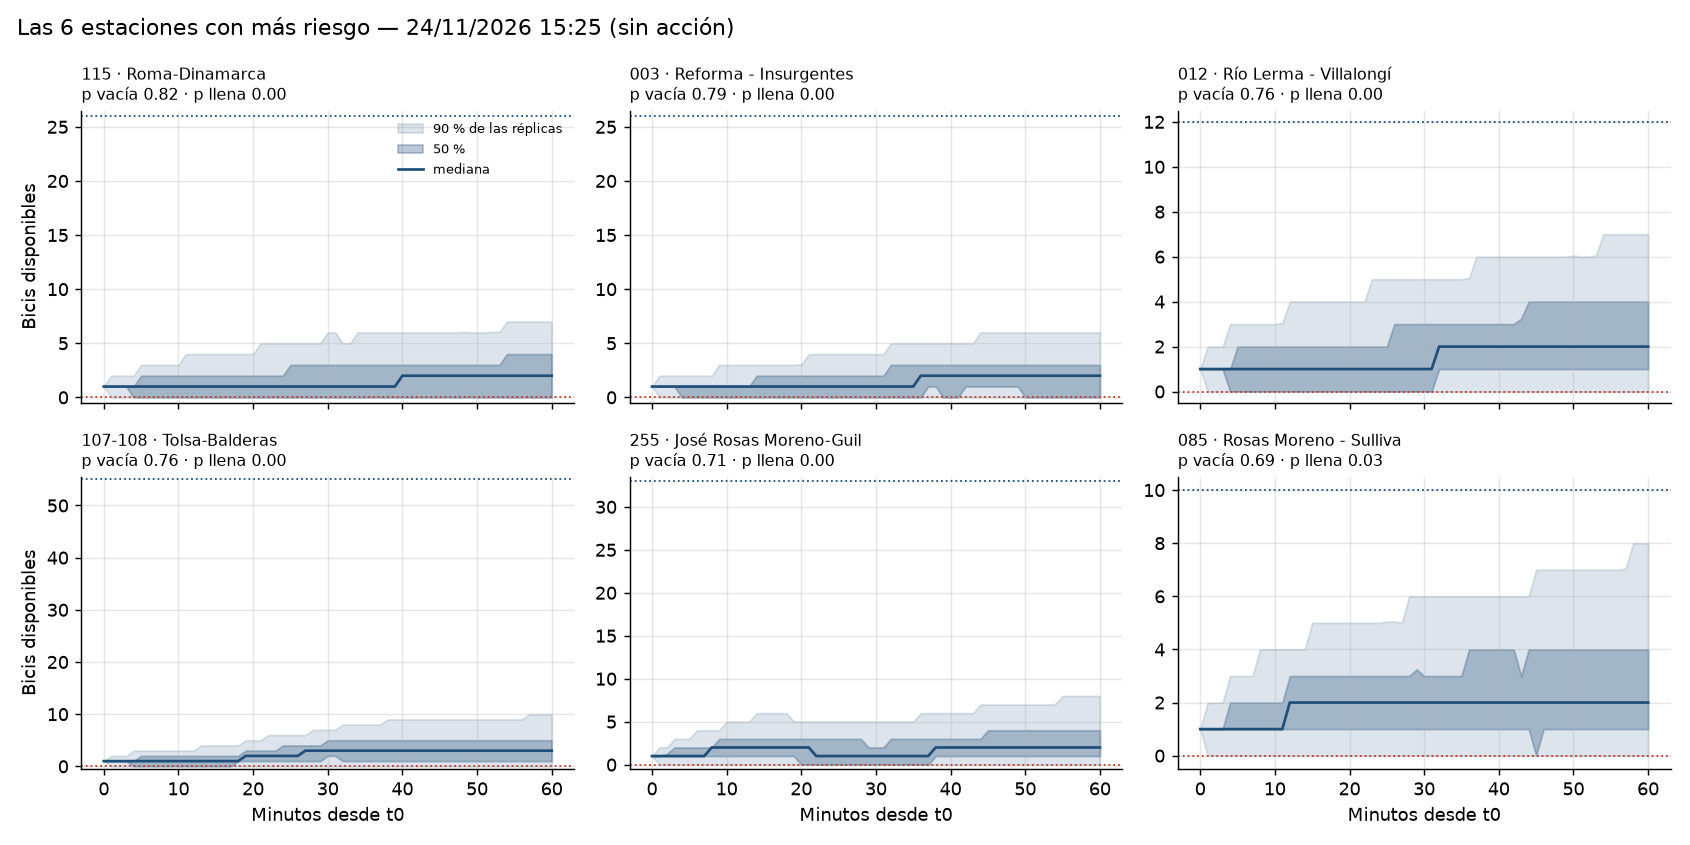 Las 6 estaciones con más riesgo — 24/11/2026 15:25 (sin acción)
115 · Roma-Dinamarca
p vacía 0.82 · p llena 0.00
25
20
15
10
5
0
Bicis disponibles
90 % de las réplicas
50 %
mediana
003 · Reforma - Insurgentes
p vacía 0.79 · p llena 0.00
25
20
15
10
5
0
012 · Río Lerma - Villalongí
p vacía 0.76 · p llena 0.00
12
10
8
6
4
2
0
107-108 · Tolsa-Balderas
p vacía 0.76 · p llena 0.00
50
40
30
20
10
0
Bicis disponibles
0 10 20 30 40 50 60
Minutos desde t0
255 · José Rosas Moreno-Guil
p vacía 0.71 · p llena 0.00
30
25
20
15
10
5
0
0 10 20 30 40 50 60
Minutos desde t0
085 · Rosas Moreno - Sulliva
p vacía 0.69 · p llena 0.03
10
8
6
4
2
0
0 10 20 30 40 50 60
Minutos desde t0